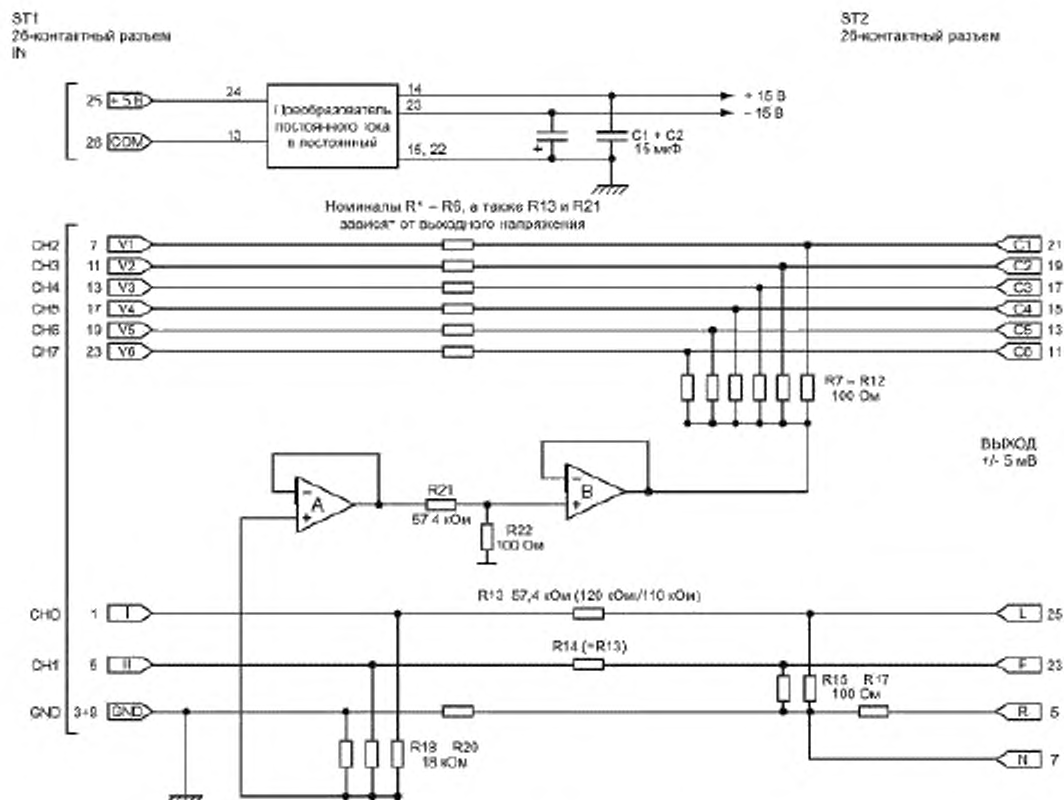 ST1
26-контактный разъем
IN
ST2
26-контактный разъем
25 +5В 24
26 COM 13
Преобразователь
постоянного тока
в постоянный
14
23
15, 22
+ 15 В
– 15 В
+
C1 + C2
15 мкФ
Номиналы R* – R6, а также R13 и R21
зависят от выходного напряжения
CH2 7 V1 C1 21
CH3 11 V2 C2 19
CH4 13 V3 C3 17
CH5 17 V4 C4 15
CH6 19 V5 C5 13
CH7 23 V6 C6 11
R7 – R12
100 Ом
ВЫХОД
+/- 5 мВ
– A +
R21
57,4 кОм
R22
100 Ом
– B +
R13 57,4 кОм (120 кОм/110 кОм)
CH0 1 I L 25
R14 (=R13)
CH1 5 II F 23
R15 R17
100 Ом
GND 3+9 GND R 5
R18 R20
18 кОм
N 7